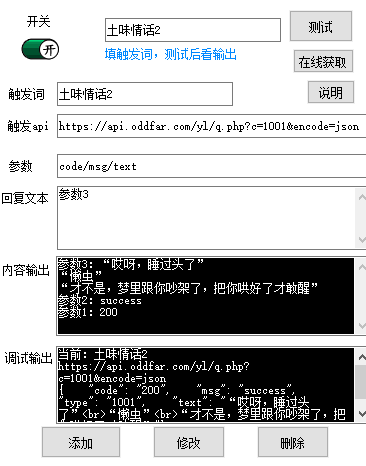 开关
开
土味情话2
测试
填触发词，测试后看输出
在线获取
触发词
土味情话2
说明
触发api
https://api.oddfar.com/yl/q.php?c=1001&encode=json
参数
code/msg/text
回复文本
参数3
内容输出
参数3：“哎呀，睡过头了”
“懒虫”
“才不是，梦里跟你吵架了，把你哄好了才敢醒”
参数2：success
参数1：200
调试输出
当前：土味情话2
https://api.oddfar.com/yl/q.php?
c=1001&encode=json
{    "code": "200",    "msg": "success",
"type": "1001",    "text": "“哎呀，睡过头
了”<br>“懒虫”<br>“才不是，梦里跟你吵架了，把
添加
修改
删除